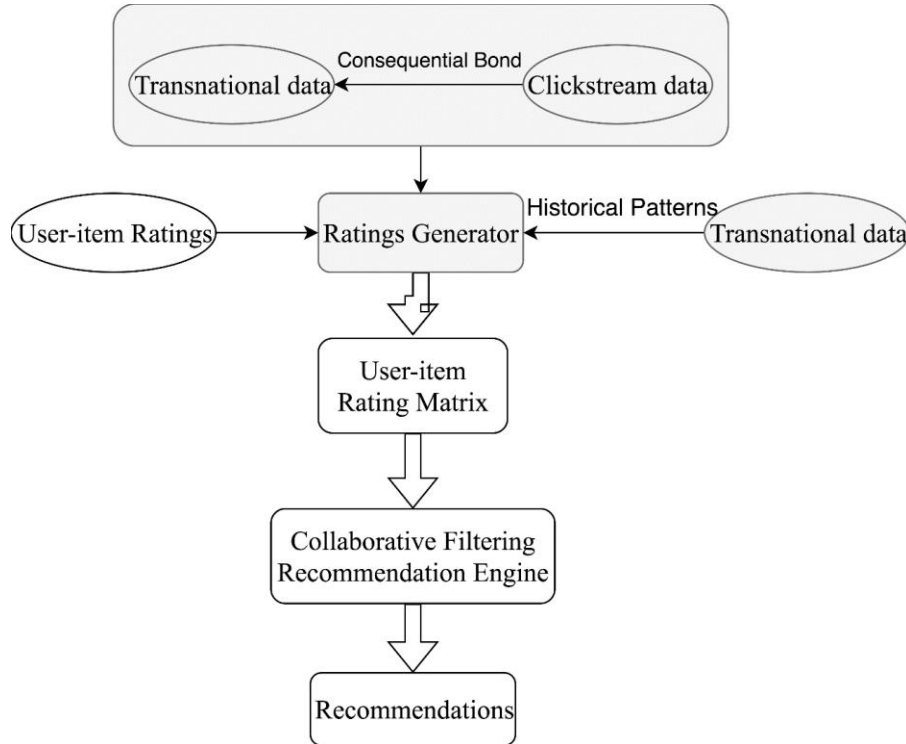 Consequential Bond
Transnational data
Clickstream data
Historical Patterns
User-item Ratings
Ratings Generator
Transnational data
User-item
Rating Matrix
Collaborative Filtering
Recommendation Engine
Recommendations